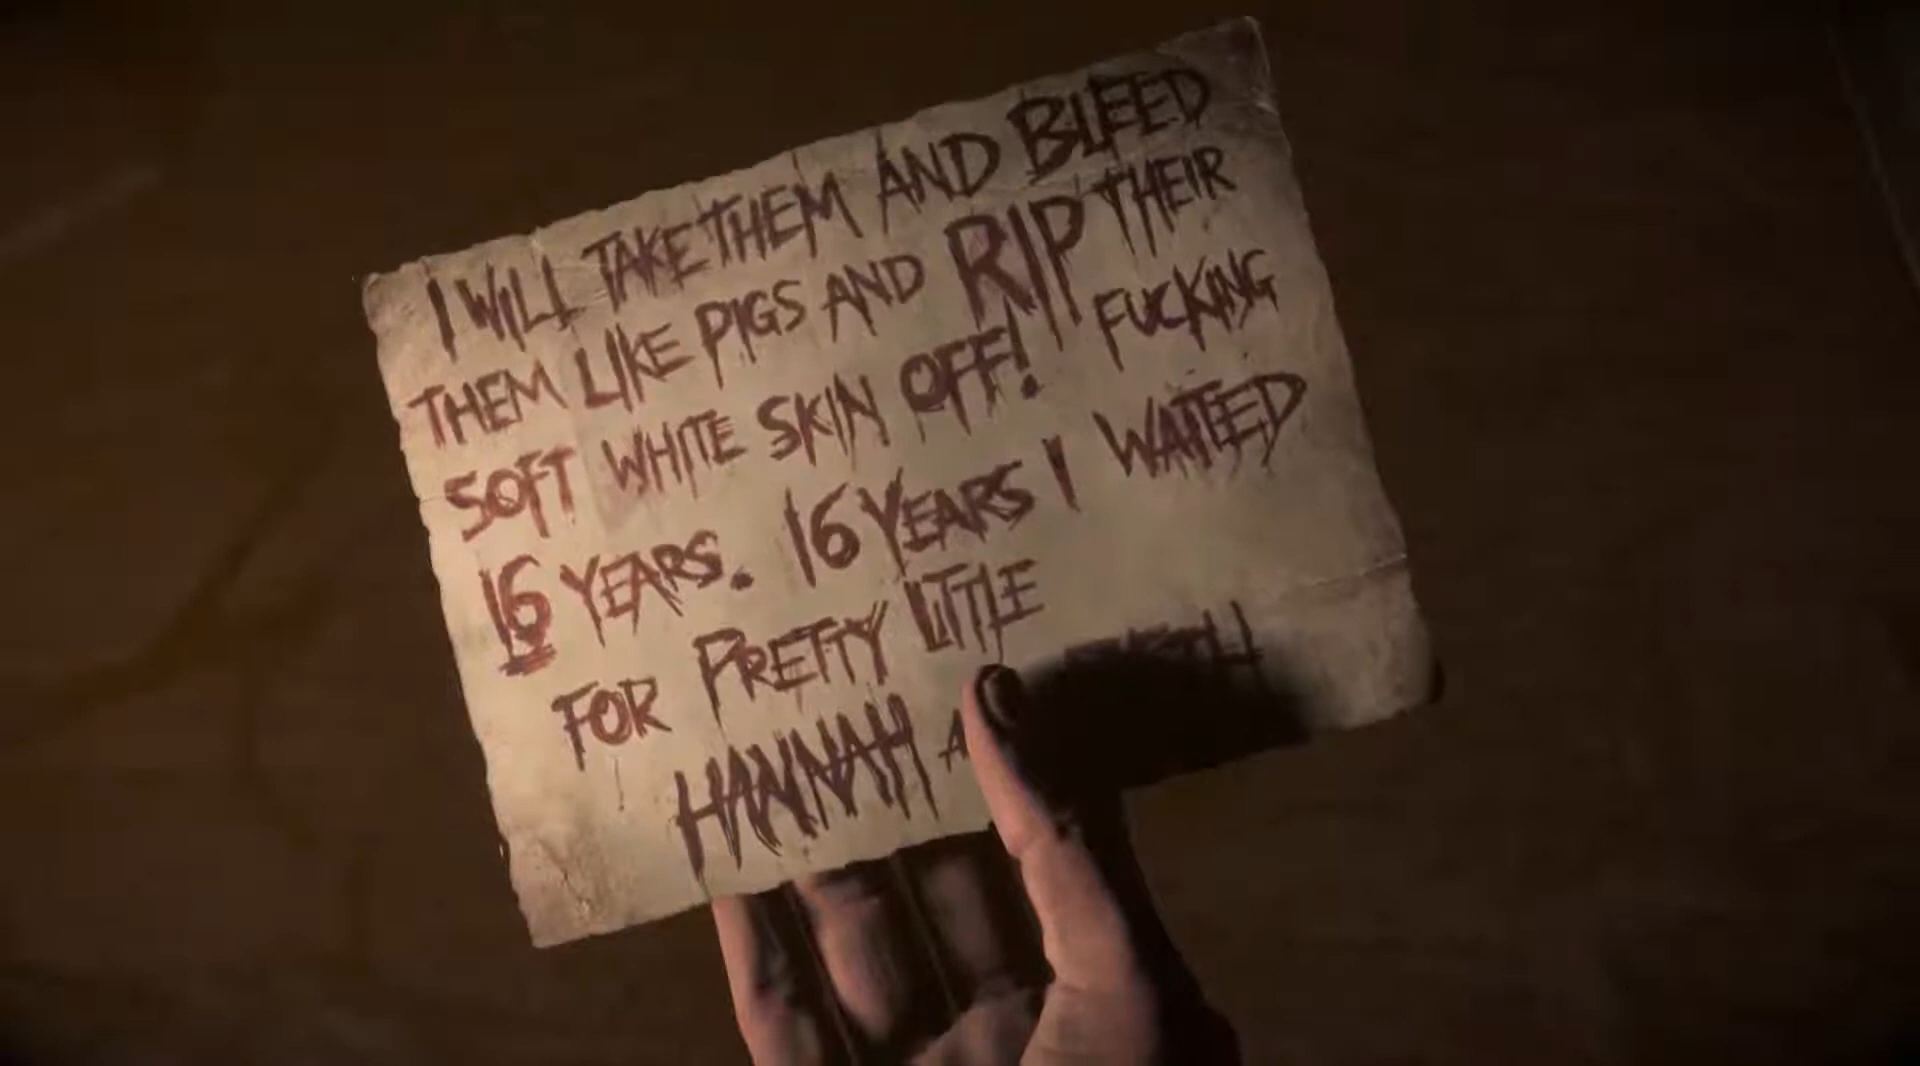 I WILL TAKE THEM AND BLEED
THEM LIKE PIGS AND RIP THEIR
SOFT WHITE SKIN OFF! FUCKING
16 YEARS. 16 YEARS I WAITED
FOR PRETTY LITTLE
HANNAH